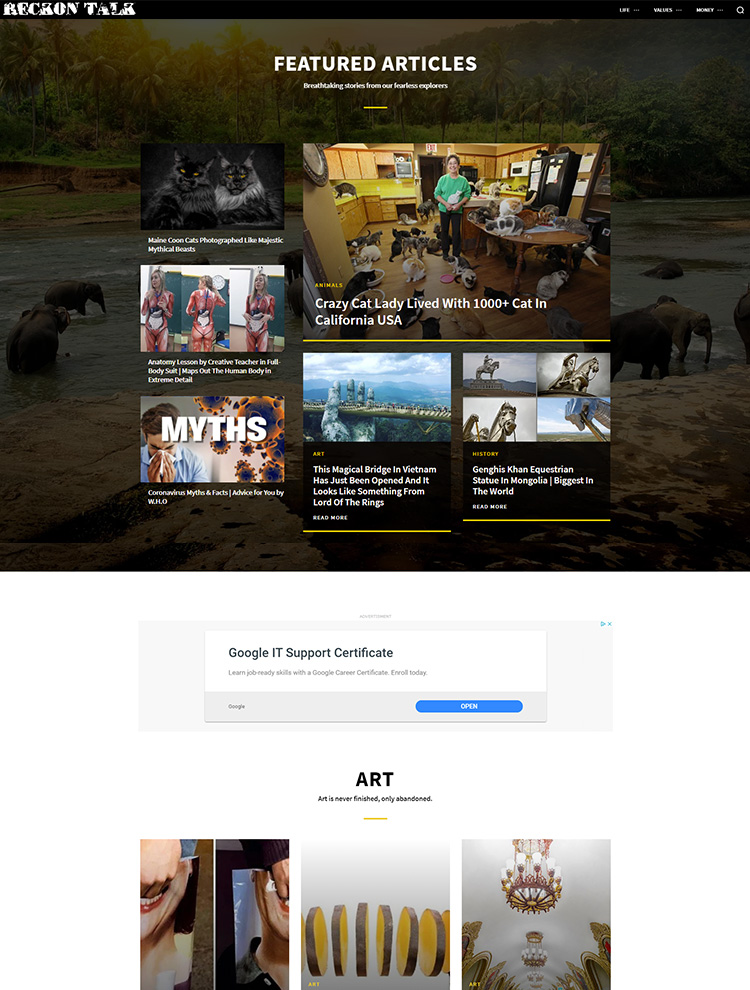 RECKON TALK
LIFE
VALUES
MONEY
FEATURED ARTICLES
Breathtaking stories from our fearless explorers
Maine Coon Cats Photographed Like Majestic
Mythical Beasts
Anatomy Lesson by Creative Teacher in Full-
Body Suit | Maps Out The Human Body in
Extreme Detail
MYTHS
Coronavirus Myths & Facts | Advice for You by
W.H.O
ANIMALS
Crazy Cat Lady Lived With 1000+ Cat In
California USA
ART
This Magical Bridge In Vietnam
Has Just Been Opened And It
Looks Like Something From
Lord Of The Rings
READ MORE
HISTORY
Genghis Khan Equestrian
Statue In Mongolia | Biggest In
The World
READ MORE
ADVERTISEMENT
Google IT Support Certificate
Learn job-ready skills with a Google Career Certificate. Enroll today.
Google
OPEN
ART
Art is never finished, only abandoned.
ART
ART